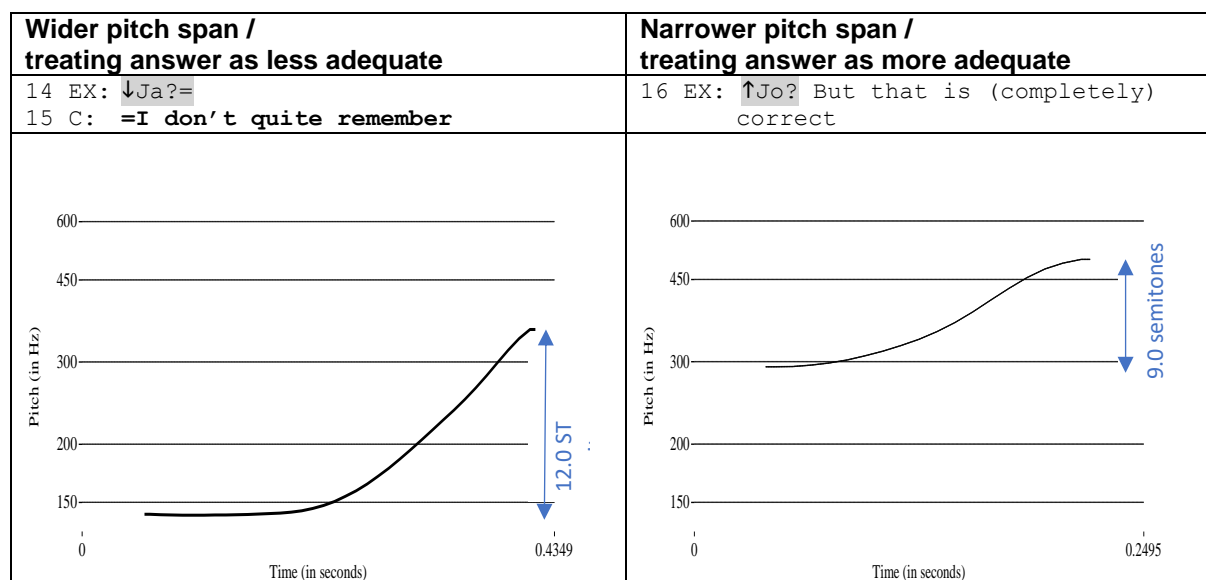 Wider pitch span /
treating answer as less adequate
14 EX: ↓Ja?=
15 C: =I don't quite remember
600
450
300
200
150
Pitch (in Hz)
12.0 ST
0
0.4349
Time (in seconds)
Narrower pitch span /
treating answer as more adequate
16 EX: ↑Jo? But that is (completely)
correct
600
450
300
200
150
Pitch (in Hz)
9.0 semitones
0
0.2495
Time (in seconds)